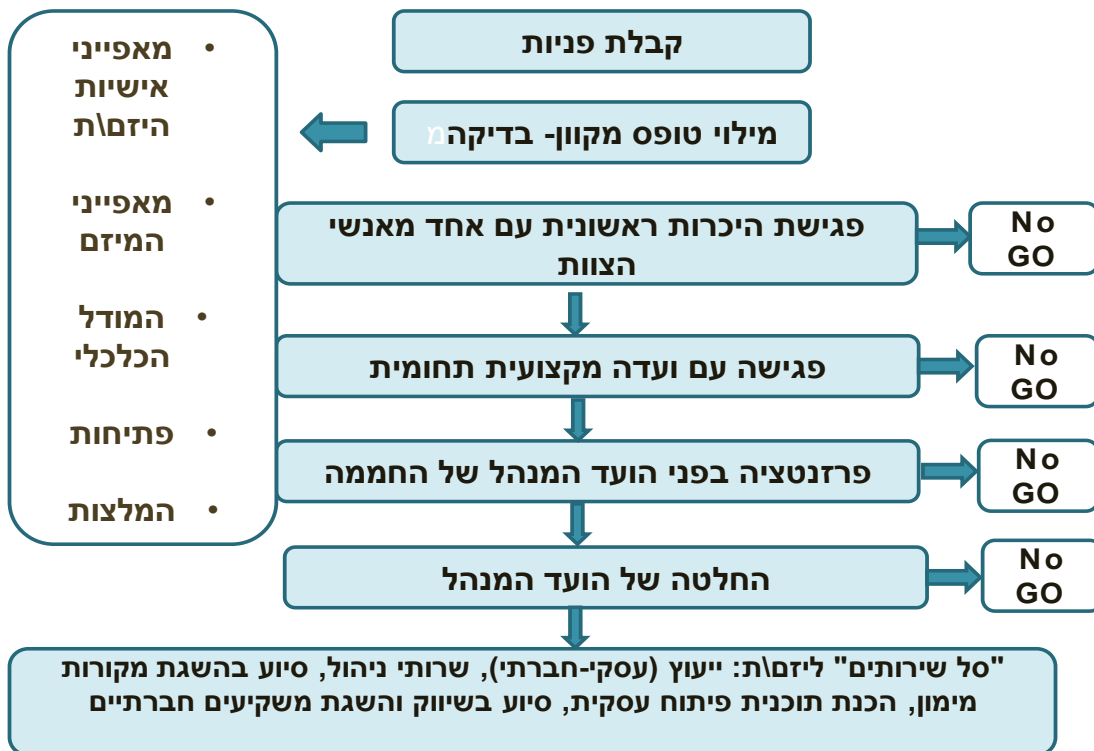 קבלת פניות
מילוי טופס מקוון- בדיקהמ
• מאפייני
אישיות
היזם\ת
• מאפייני
המיזם
• המודל
הכלכלי
• פתיחות
• המלצות
פגישת היכרות ראשונית עם אחד מאנשי
הצוות
No
GO
פגישה עם ועדה מקצועית תחומית
No
GO
פרזנטציה בפני הועד המנהל של החממה
No
GO
החלטה של הועד המנהל
No
GO
"סל שירותים" ליזם\ת: ייעוץ (עסקי-חברתי), שרותי ניהול, סיוע בהשגת מקורות
מימון, הכנת תוכנית פיתוח עסקית, סיוע בשיווק והשגת משקיעים חברתיים